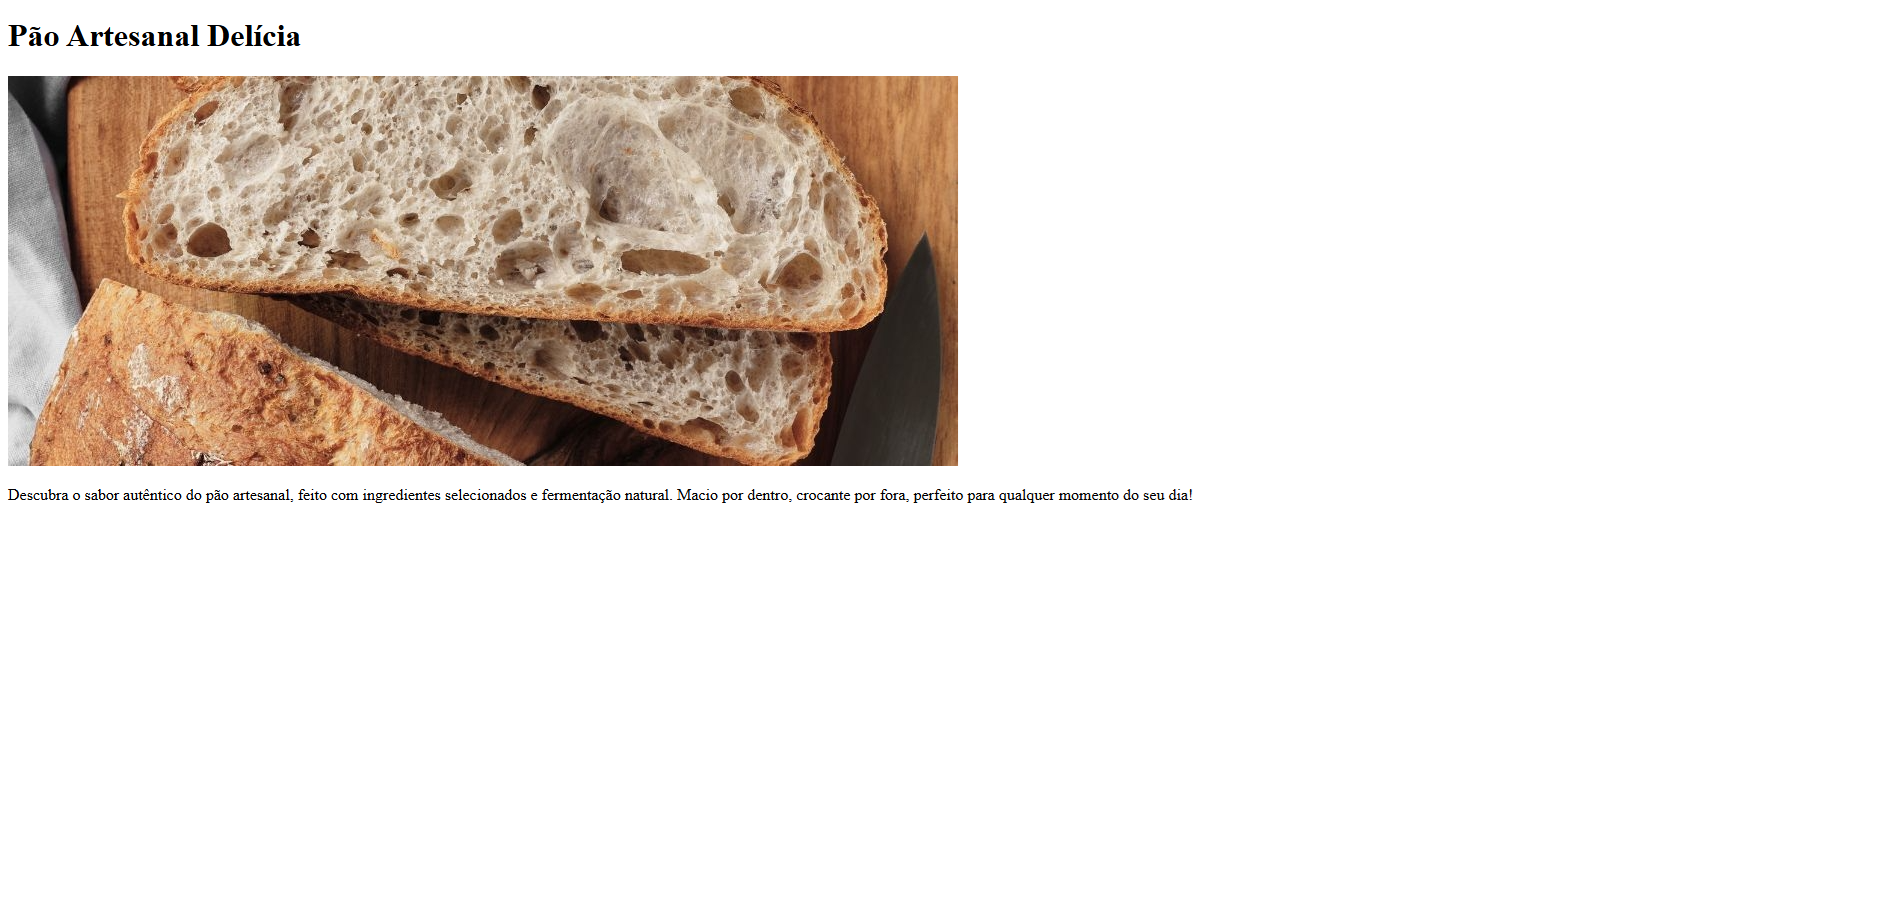 Pão Artesanal Delícia
Descubra o sabor autêntico do pão artesanal, feito com ingredientes selecionados e fermentação natural. Macio por dentro, crocante por fora, perfeito para qualquer momento do seu dia!